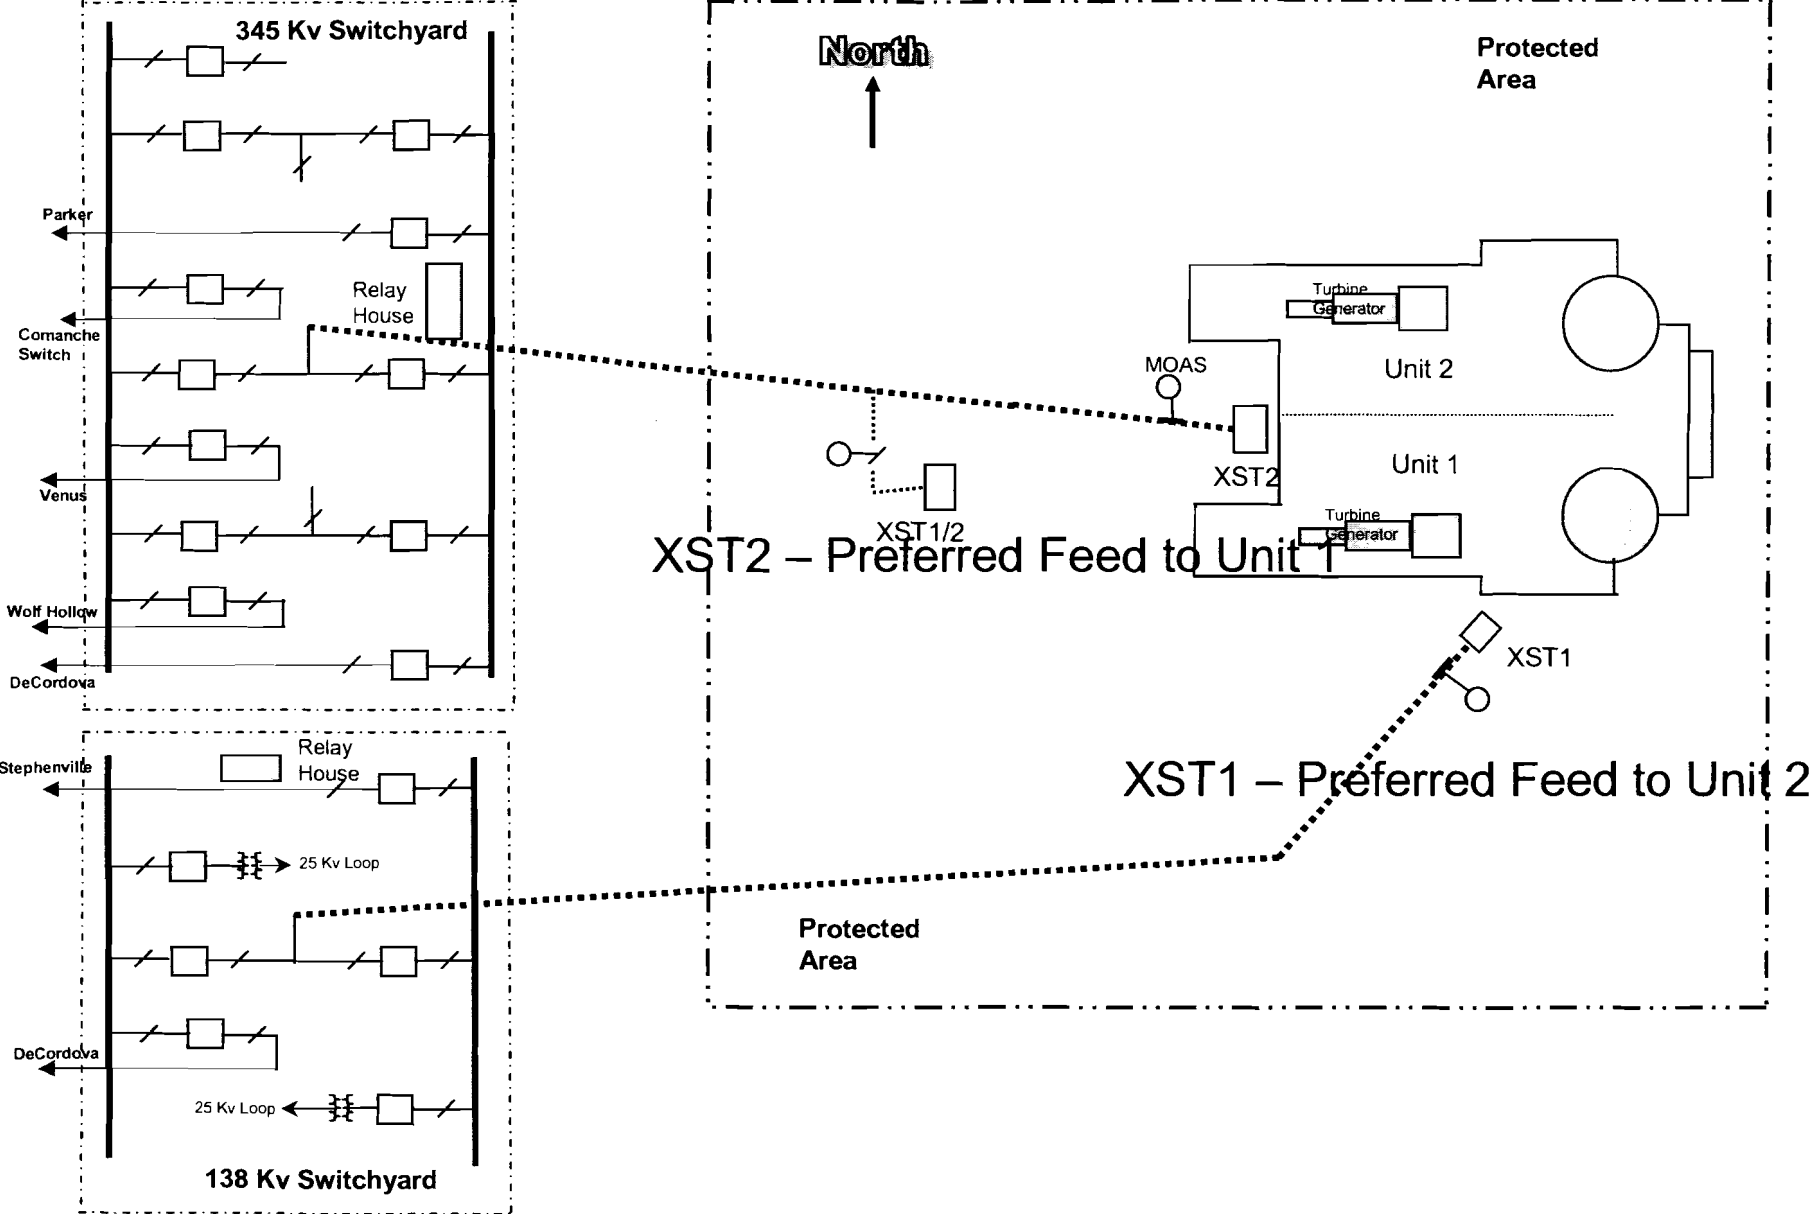 345 Kv Switchyard
North
Protected
Area
Parker
Relay
House
Comanche
Switch
Turbine
Generator
MOAS
Unit 2
Unit 1
XST2
Venus
XST1/2
Turbine
Generator
XST2 – Preferred Feed to Unit 1
Wolf Hollow
DeCordova
XST1
Relay
House
Stephenville
XST1 – Preferred Feed to Unit 2
25 Kv Loop
Protected
Area
DeCordova
25 Kv Loop
138 Kv Switchyard